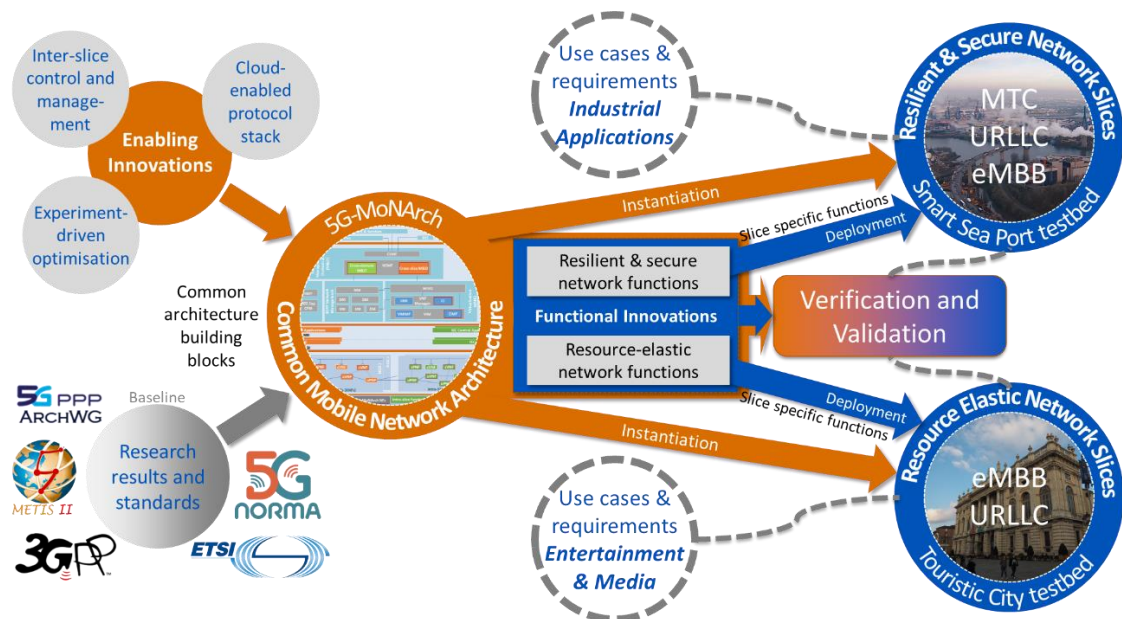 Inter-slice
control and
manage-
ment
Cloud-
enabled
protocol
stack
Enabling
Innovations
Experiment-
driven
optimisation
Common
architecture
building
blocks
Baseline
Research
results and
standards
5G PPP
ARCHWG
METIS II
5G
NORMA
3GPP™
ETSI
5G-MoNArch
Common Mobile Network Architecture
Use cases &
requirements
Industrial
Applications
Instantiation
Slice specific functions
Deployment
Resilient & secure
network functions
Functional Innovations
Resource-elastic
network functions
Deployment
Slice specific functions
Instantiation
Verification and
Validation
Use cases &
requirements
Entertainment
& Media
Resilient & Secure Network Slices
MTC
URLLC
eMBB
Smart Sea Port testbed
Resource Elastic Network Slices
eMBB
URLLC
Touristic City testbed